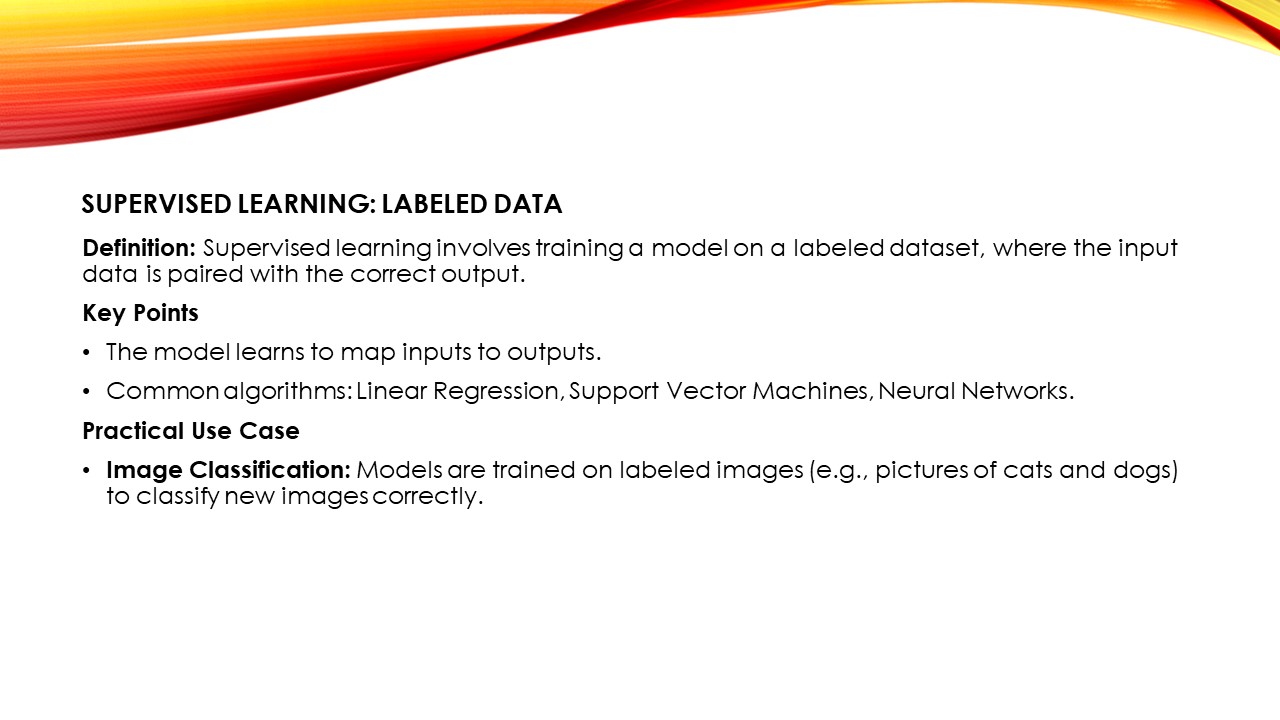 SUPERVISED LEARNING: LABELED DATA
Definition: Supervised learning involves training a model on a labeled dataset, where the input
data is paired with the correct output.
Key Points
• The model learns to map inputs to outputs.
• Common algorithms: Linear Regression, Support Vector Machines, Neural Networks.
Practical Use Case
• Image Classification: Models are trained on labeled images (e.g., pictures of cats and dogs)
to classify new images correctly.